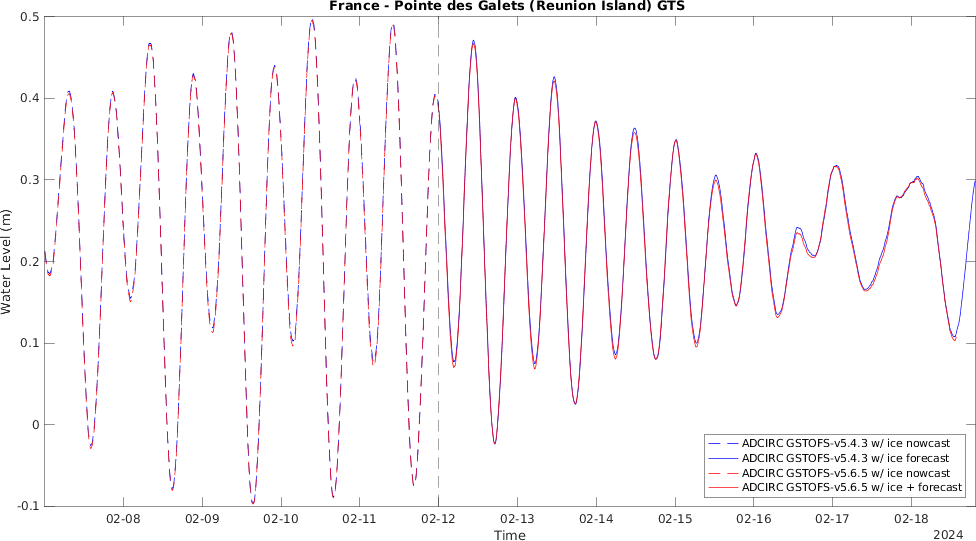 France - Pointe des Galets (Reunion Island) GTS
0.5
0.4
0.3
0.2
0.1
0
-0.1
Water Level (m)
ADCIRC GSTOFS-v5.4.3 w/ ice nowcast
ADCIRC GSTOFS-v5.4.3 w/ ice forecast
ADCIRC GSTOFS-v5.6.5 w/ ice nowcast
ADCIRC GSTOFS-v5.6.5 w/ ice + forecast
02-08 02-09 02-10 02-11 02-12 02-13 02-14 02-15 02-16 02-17 02-18
Time
2024